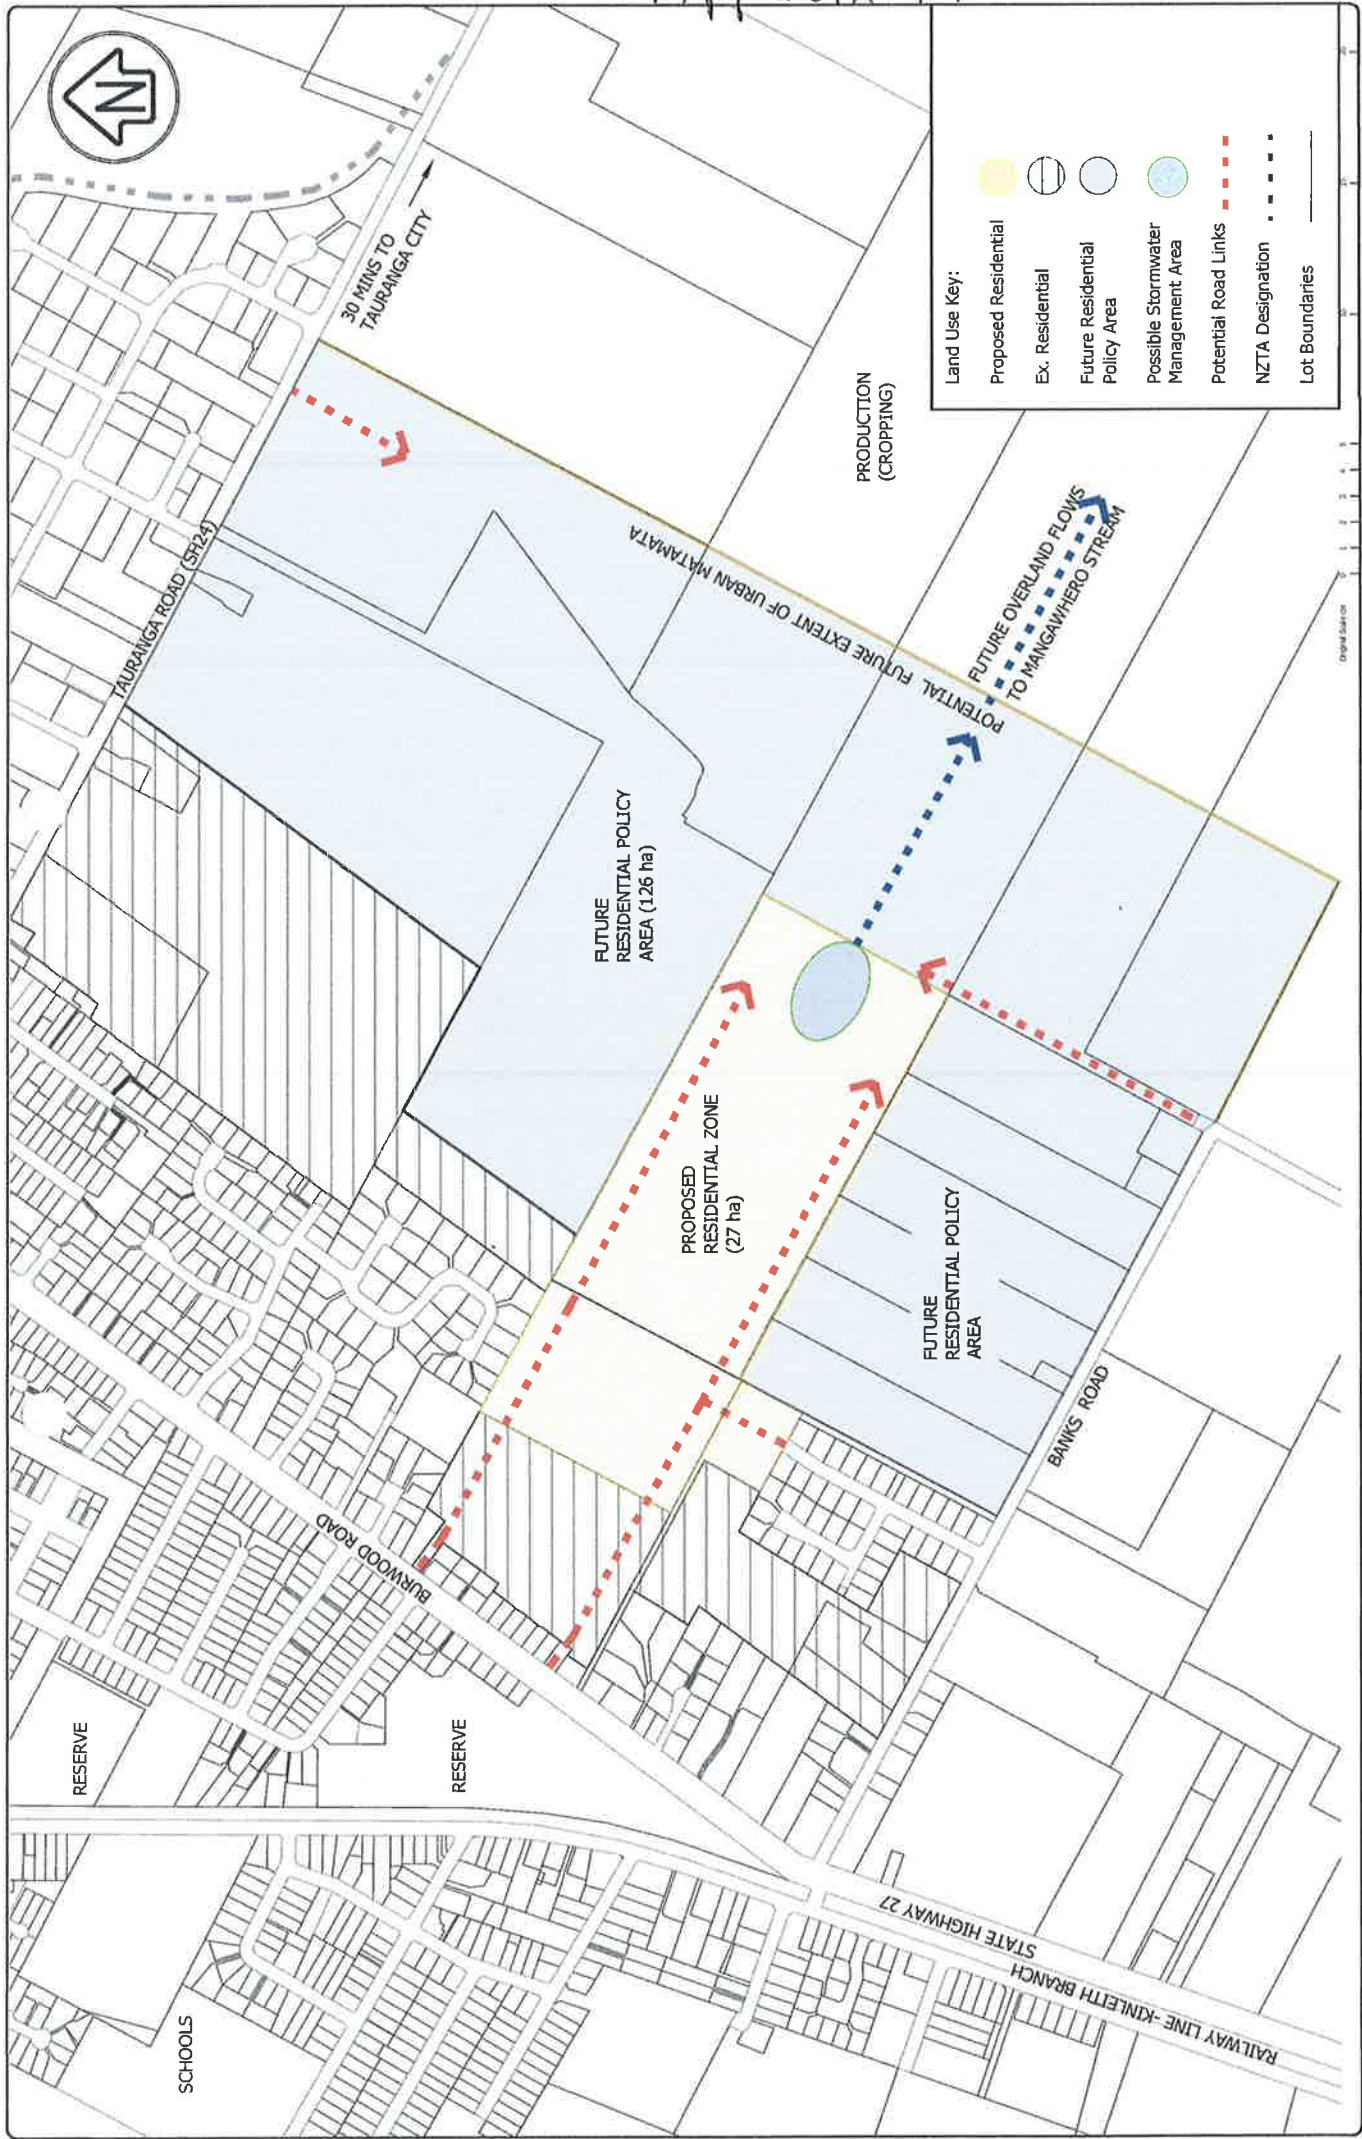 N
30 MINS TO
TAURANGA CITY
TAURANGA ROAD (SH24)
RESERVE
BURWOOD ROAD
RESERVE
SCHOOLS
FUTURE
RESIDENTIAL POLICY
AREA (126 ha)
POTENTIAL FUTURE EXTENT OF URBAN MATAMATA
PRODUCTION
(CROPPING)
PROPOSED
RESIDENTIAL ZONE
(27 ha)
FUTURE OVERLAND FLOWS
TO MANGAWHERO STREAM
FUTURE
RESIDENTIAL POLICY
AREA
BANKS ROAD
STATE HIGHWAY 27
RAILWAY LINE -KINLEITH BRANCH
Land Use Key:
Proposed Residential
Ex. Residential
Future Residential
Policy Area
Possible Stormwater
Management Area
Potential Road Links
NZTA Designation
Lot Boundaries